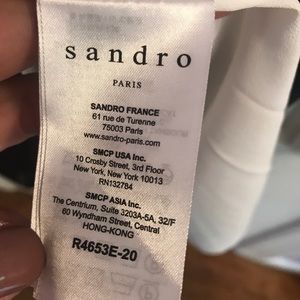 sandro
PARIS
SANDRO FRANCE
61 rue de Turenne
75003 Paris
www.sandro-paris.com
SMCP USA Inc.
10 Crosby Street, 3rd Floor
New York, New York 10013
RN132784
SMCP ASIA Inc.
The Centrium, Suite 3203A-5A, 32/F
60 Wyndham Street, Central
HONG-KONG
R4653E-20